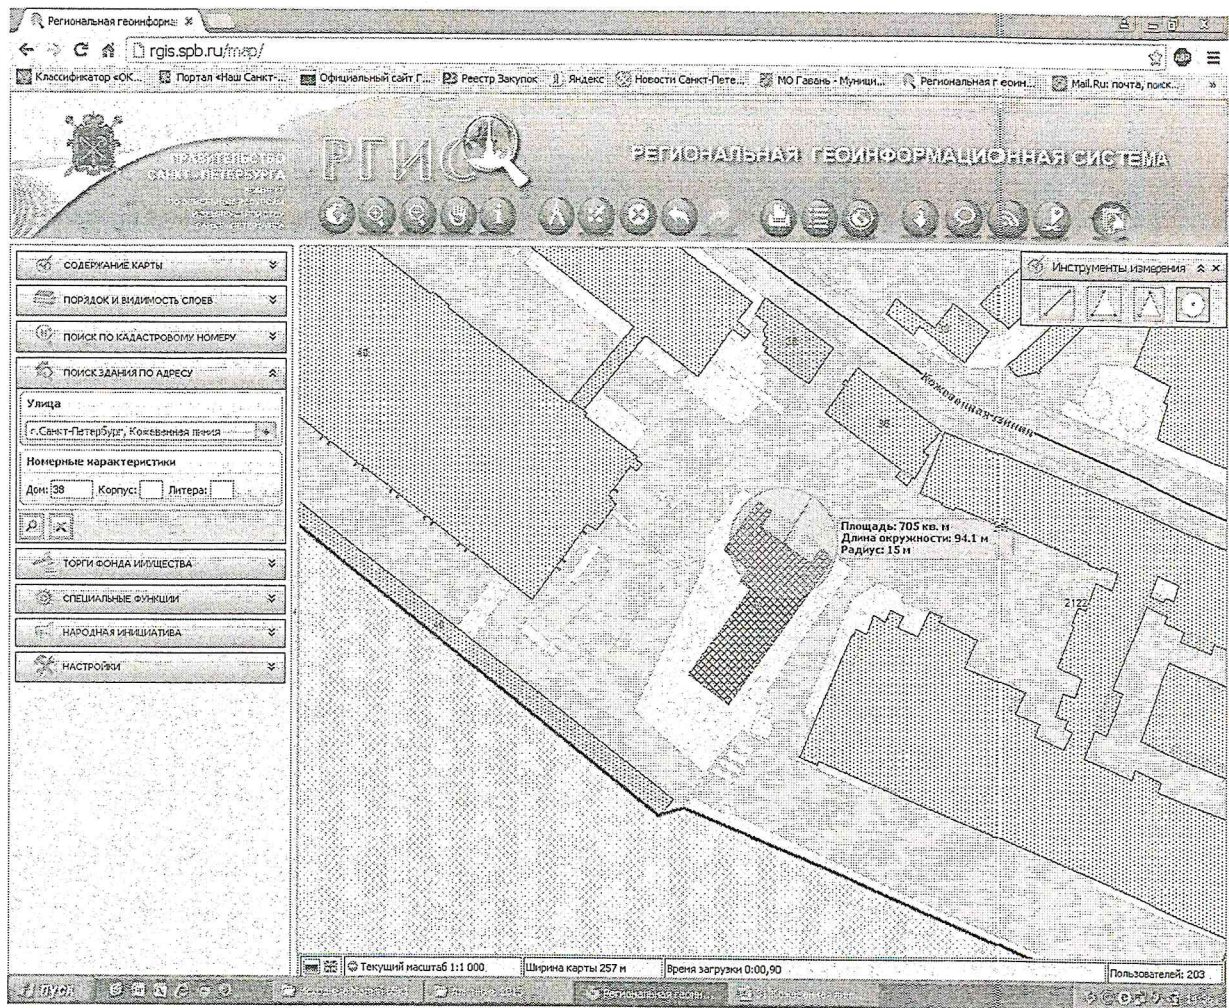 Региональная геоинформа ×
rgis.spb.ru/map/
Классификатор «ОК...
Портал «Наш Санкт-...
Официальный сайт Г...
Реестр Закупок
Яндекс
Новости Санкт-Пете...
МО Гавань - Муници...
Региональная геоин...
Mail.Ru: почта, поиск...
»
ПРАВИТЕЛЬСТВО
САНКТ-ПЕТЕРБУРГА
РГИС
РЕГИОНАЛЬНАЯ ГЕОИНФОРМАЦИОННАЯ СИСТЕМА
СОДЕРЖАНИЕ КАРТЫ
ПОРЯДОК И ВИДИМОСТЬ СЛОЕВ
ПОИСК ПО КАДАСТРОВОМУ НОМЕРУ
ПОИСК ЗДАНИЯ ПО АДРЕСУ
Улица
г.Санкт-Петербург, Кожевенная линия
Номерные характеристики
Дом: 38 Корпус: Литера:
ТОРГИ ФОНДА ИМУЩЕСТВА
СПЕЦИАЛЬНЫЕ ФУНКЦИИ
НАРОДНАЯ ИНИЦИАТИВА
НАСТРОЙКИ
Инструменты измерения
40
Кожевенная линия
Площадь: 705 кв. м
Длина окружности: 94.1 м
Радиус: 15 м
Текущий масштаб 1:1 000
Ширина карты 257 м
Время загрузки 0:00,90
Пользователей: 203
Пуск
Региональная геоин...